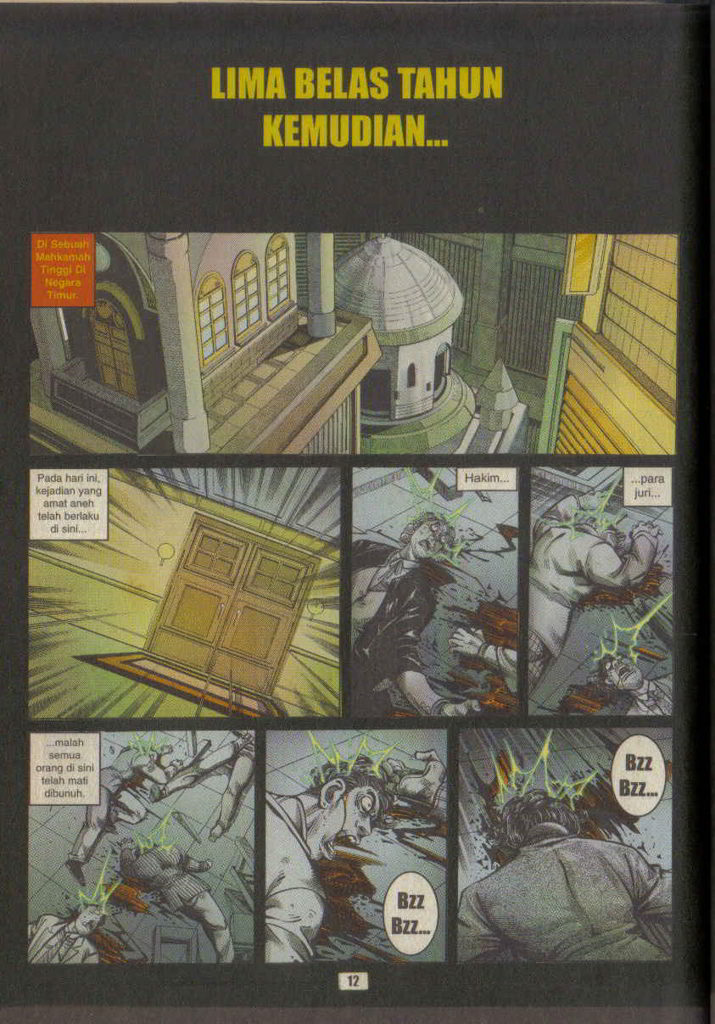 LIMA BELAS TAHUN
KEMUDIAN...
Di Sebuah
Mahkamah
Tinggi Di
Negara
Timur.
Pada hari ini,
kejadian yang
amat aneh
telah berlaku
di sini...
Hakim...
...para
juri...
...malah
semua
orang di sini
telah mati
dibunuh.
Bzz
Bzz...
Bzz
Bzz...
12